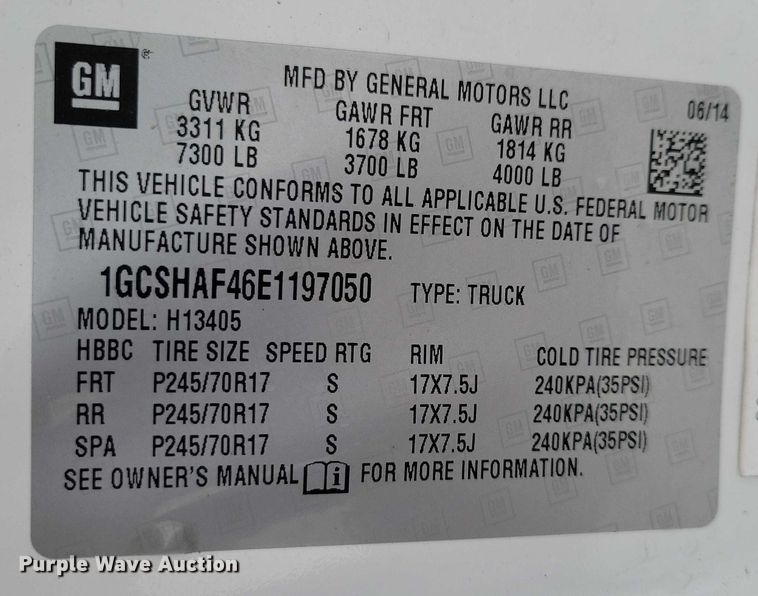 GM
MFD BY GENERAL MOTORS LLC
06/14
GVWR GAWR FRT GAWR RR
3311 KG 1678 KG 1814 KG
7300 LB 3700 LB 4000 LB
THIS VEHICLE CONFORMS TO ALL APPLICABLE U.S. FEDERAL MOTOR
VEHICLE SAFETY STANDARDS IN EFFECT ON THE DATE OF
MANUFACTURE SHOWN ABOVE.
1GCSHAF46E1197050 TYPE: TRUCK
MODEL: H13405
HBBC TIRE SIZE SPEED RTG RIM COLD TIRE PRESSURE
FRT P245/70R17 S 17X7.5J 240KPA(35PSI)
RR P245/70R17 S 17X7.5J 240KPA(35PSI)
SPA P245/70R17 S 17X7.5J 240KPA(35PSI)
SEE OWNER'S MANUAL i FOR MORE INFORMATION.
Purple Wave Auction